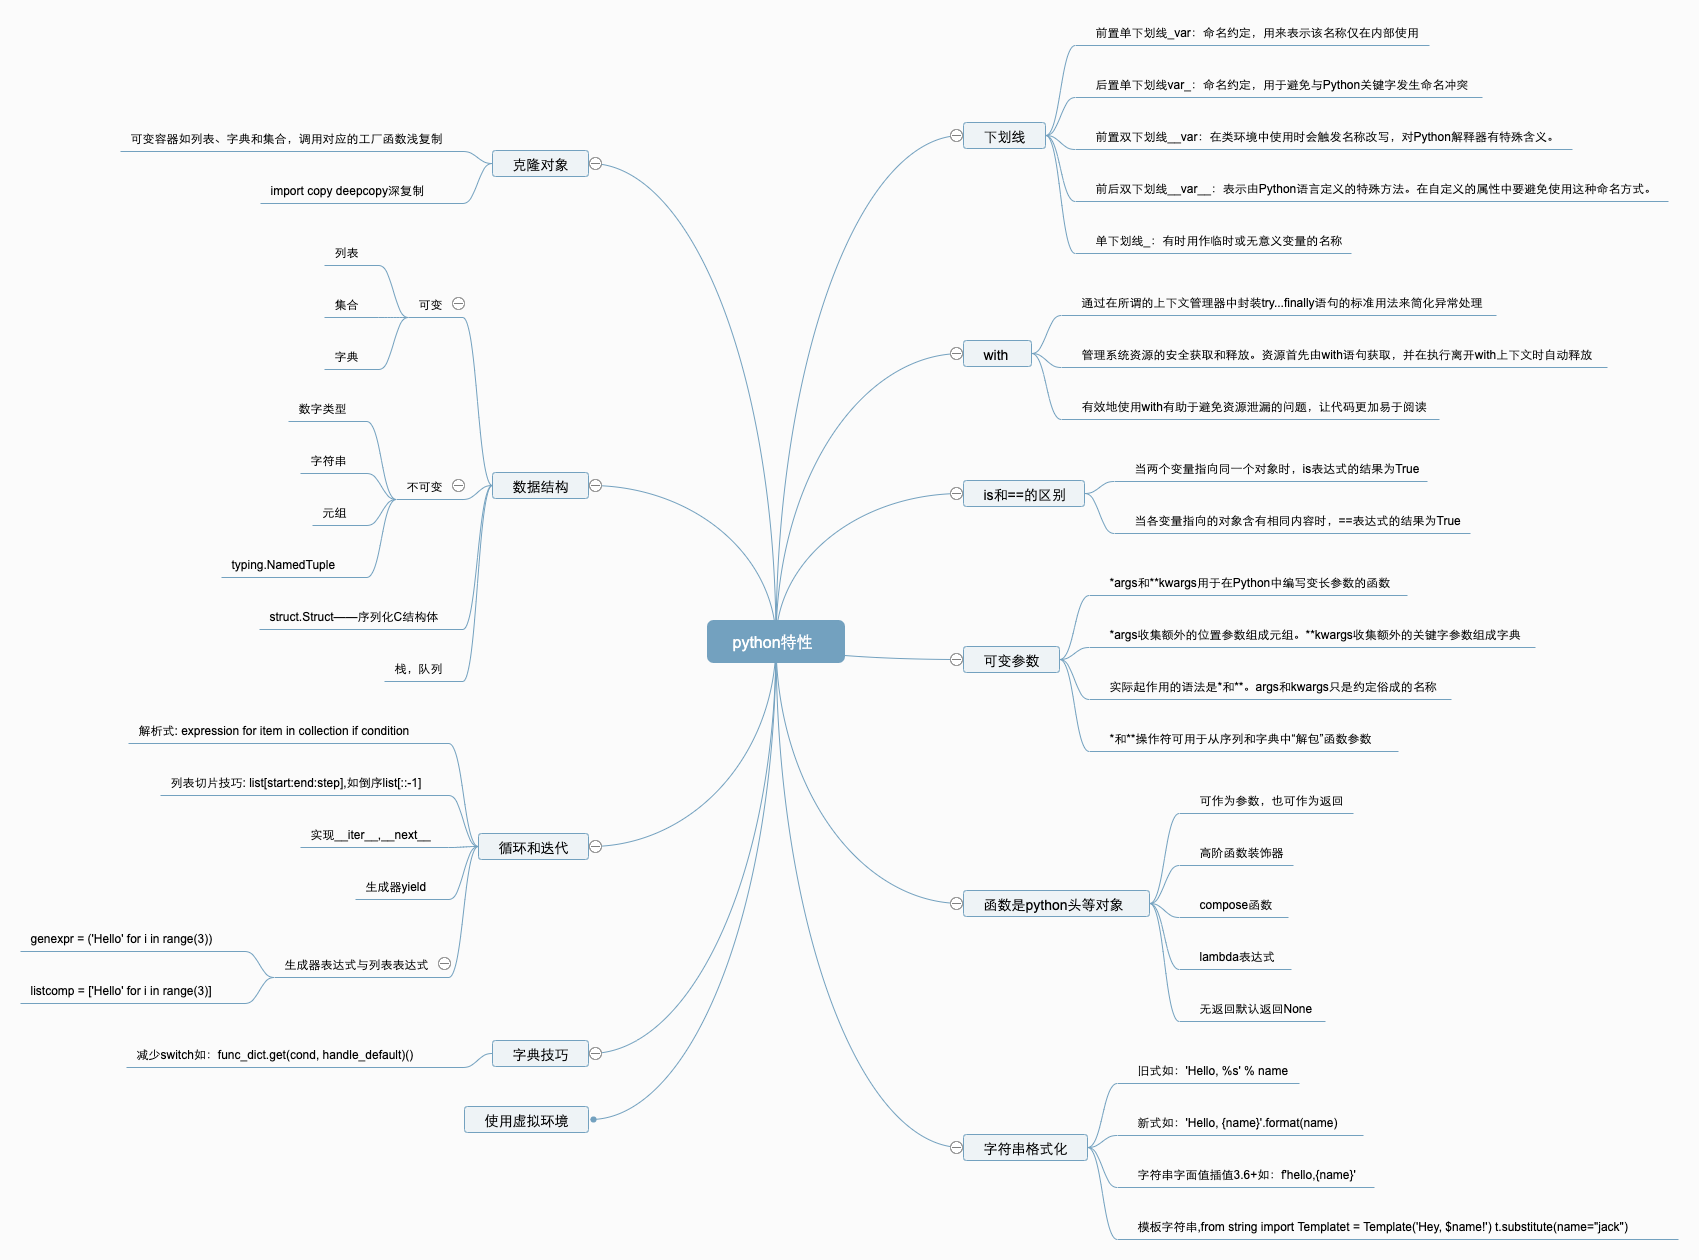 python特性
下划线
前置单下划线_var：命名约定，用来表示该名称仅在内部使用
后置单下划线var_：命名约定，用于避免与Python关键字发生命名冲突
前置双下划线__var：在类环境中使用时会触发名称改写，对Python解释器有特殊含义。
前后双下划线__var__：表示由Python语言定义的特殊方法。在自定义的属性中要避免使用这种命名方式。
单下划线_：有时用作临时或无意义变量的名称
with
通过在所谓的上下文管理器中封装try...finally语句的标准用法来简化异常处理
管理系统资源的安全获取和释放。资源首先由with语句获取，并在执行离开with上下文时自动释放
有效地使用with有助于避免资源泄漏的问题，让代码更加易于阅读
is和==的区别
当两个变量指向同一个对象时，is表达式的结果为True
当各变量指向的对象含有相同内容时，==表达式的结果为True
可变参数
*args和**kwargs用于在Python中编写变长参数的函数
*args收集额外的位置参数组成元组。**kwargs收集额外的关键字参数组成字典
实际起作用的语法是*和**。args和kwargs只是约定俗成的名称
*和**操作符可用于从序列和字典中“解包”函数参数
函数是python头等对象
可作为参数，也可作为返回
高阶函数装饰器
compose函数
lambda表达式
无返回默认返回None
字符串格式化
旧式如：'Hello, %s' % name
新式如：'Hello, {name}'.format(name)
字符串字面值插值3.6+如：f'hello,{name}'
模板字符串,from string import Templatet = Template('Hey, $name!') t.substitute(name="jack")
克隆对象
可变容器如列表、字典和集合，调用对应的工厂函数浅复制
import copy deepcopy深复制
数据结构
可变
列表
集合
字典
不可变
数字类型
字符串
元组
typing.NamedTuple
struct.Struct——序列化C结构体
栈，队列
循环和迭代
解析式: expression for item in collection if condition
列表切片技巧: list[start:end:step],如倒序list[::-1]
实现__iter__,__next__
生成器yield
生成器表达式与列表表达式
genexpr = ('Hello' for i in range(3))
listcomp = ['Hello' for i in range(3)]
字典技巧
减少switch如：func_dict.get(cond, handle_default)()
使用虚拟环境